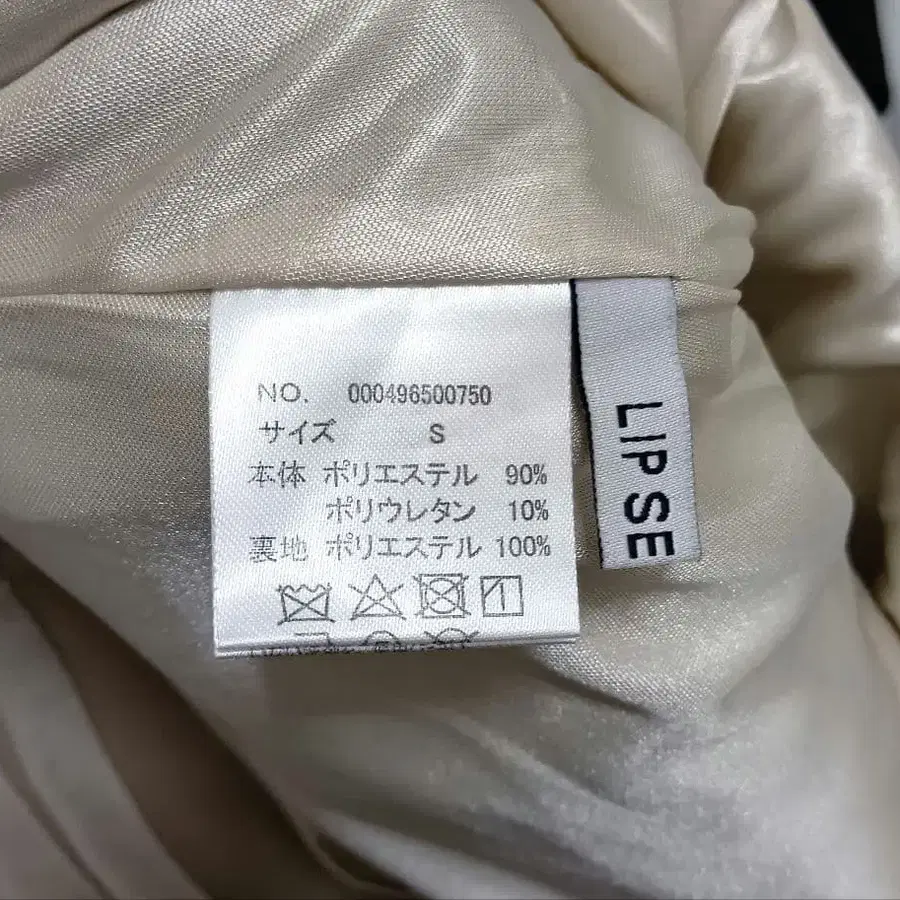 NO. 000496500750
サイズ S
本体 ポリエステル 90%
ポリウレタン 10%
裏地 ポリエステル 100%
LIP SE